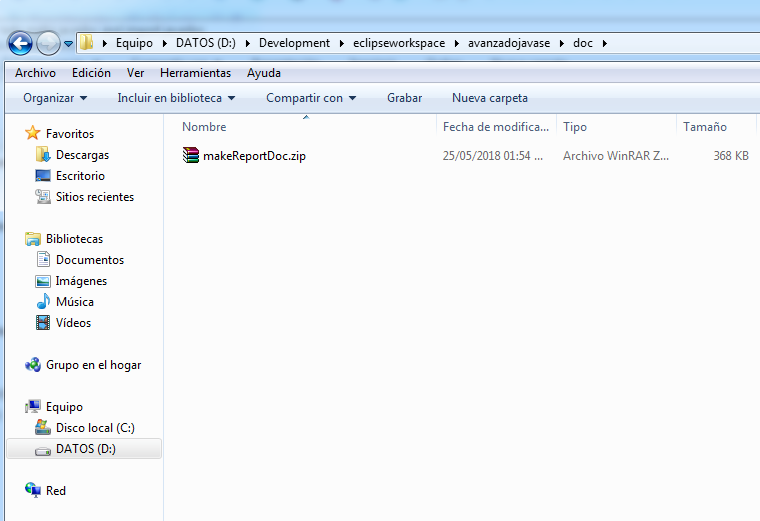 Equipo DATOS (D:) Development eclipseworkspace avanzadojavase doc
Archivo Edición Ver Herramientas Ayuda
Organizar Incluir en biblioteca Compartir con Grabar Nueva carpeta
Favoritos
Descargas
Escritorio
Sitios recientes
Bibliotecas
Documentos
Imágenes
Música
Vídeos
Grupo en el hogar
Equipo
Disco local (C:)
DATOS (D:)
Red
Nombre Fecha de modifica... Tipo Tamaño
makeReportDoc.zip 25/05/2018 01:54 ... Archivo WinRAR Z... 368 KB